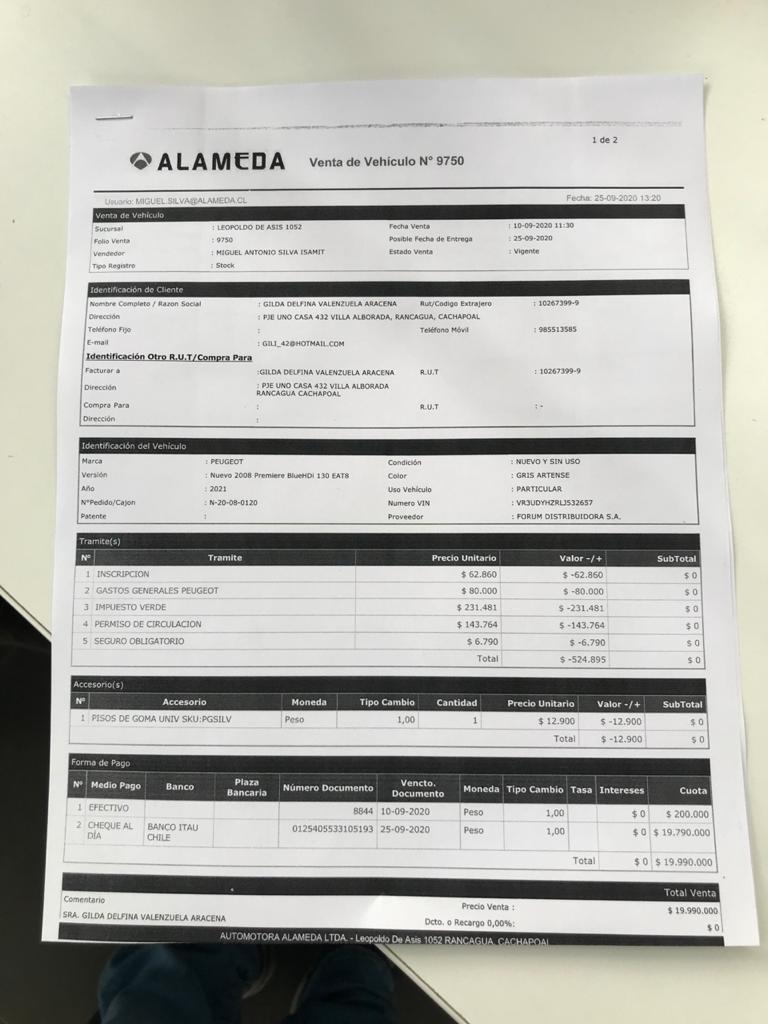 1 de 2
ALAMEDA Venta de Vehículo N° 9750
Usuario: MIGUEL.SILVA@ALAMEDA.CL Fecha: 25-09-2020 13:20
Venta de Vehículo
Sucursal : LEOPOLDO DE ASIS 1052 Fecha Venta : 10-09-2020 11:30
Folio Venta : 9750 Posible Fecha de Entrega : 25-09-2020
Vendedor : MIGUEL ANTONIO SILVA ISAMIT Estado Venta : Vigente
Tipo Registro : Stock
Identificación de Cliente
Nombre Completo / Razon Social : GILDA DELFINA VALENZUELA ARACENA Rut/Codigo Extrajero : 10267399-9
Dirección : PJE UNO CASA 432 VILLA ALBORADA, RANCAGUA, CACHAPOAL
Teléfono Fijo : Teléfono Móvil : 985513585
E-mail : GILI_42@HOTMAIL.COM
Identificación Otro R.U.T/Compra Para
Facturar a :GILDA DELFINA VALENZUELA ARACENA R.U.T : 10267399-9
Dirección : PJE UNO CASA 432 VILLA ALBORADA
RANCAGUA CACHAPOAL
Compra Para : R.U.T : -
Dirección :
Identificación del Vehículo
Marca : PEUGEOT Condición : NUEVO Y SIN USO
Versión : Nuevo 2008 Premiere BlueHDi 130 EAT8 Color : GRIS ARTENSE
Año : 2021 Uso Vehículo : PARTICULAR
N°Pedido/Cajon : N-20-08-0120 Numero VIN : VR3UDYHZRLJ532657
Patente : Proveedor : FORUM DISTRIBUIDORA S.A.
Tramite(s)
N° Tramite Precio Unitario Valor -/+ SubTotal
1 INSCRIPCION $ 62.860 $ -62.860 $ 0
2 GASTOS GENERALES PEUGEOT $ 80.000 $ -80.000 $ 0
3 IMPUESTO VERDE $ 231.481 $ -231.481 $ 0
4 PERMISO DE CIRCULACION $ 143.764 $ -143.764 $ 0
5 SEGURO OBLIGATORIO $ 6.790 $ -6.790 $ 0
Total $ -524.895 $ 0
Accesorio(s)
N° Accesorio Moneda Tipo Cambio Cantidad Precio Unitario Valor -/+ SubTotal
1 PISOS DE GOMA UNIV SKU:PGSILV Peso 1,00 1 $ 12.900 $ -12.900 $ 0
Total $ -12.900 $ 0
Forma de Pago
N° Medio Pago Banco Plaza Bancaria Número Documento Vencto. Documento Moneda Tipo Cambio Tasa Intereses Cuota
1 EFECTIVO 8844 10-09-2020 Peso 1,00 $ 0 $ 200.000
2 CHEQUE AL DÍA BANCO ITAU CHILE 0125405533105193 25-09-2020 Peso 1,00 $ 0 $ 19.790.000
Total $ 0 $ 19.990.000
Total Venta
Comentario Precio Venta : $ 19.990.000
SRA. GILDA DELFINA VALENZUELA ARACENA Dcto. o Recargo 0,00%: $ 0
AUTOMOTORA ALAMEDA LTDA. - Leopoldo De Asis 1052 RANCAGUA, CACHAPOAL